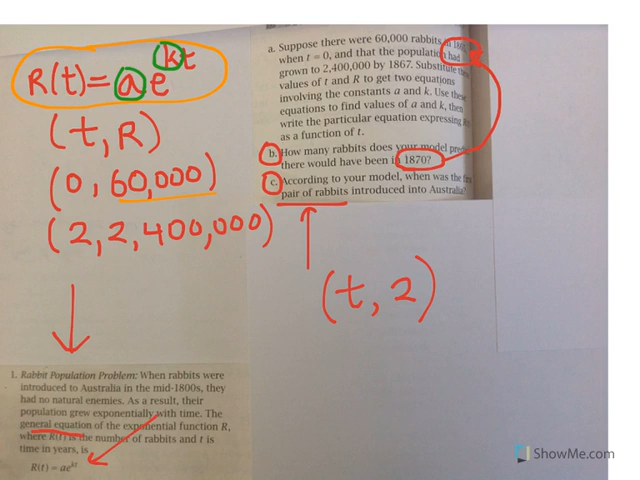 R(t)=ae^kt
(t,R)
(0,60,000)
(2,2,400,000)
a. Suppose there were 60,000 rabbits in
when t = 0, and that the population had
grown to 2,400,000 by 1867. Substitute
values of t and R to get two equations
involving the constants a and k. Use these
equations to find values of a and k, then
write the particular equation expressing
as a function of t.
b. How many rabbits does your model
there would have been in 1870?
c. According to your model, when was the
pair of rabbits introduced into Australia?
(t,2)
1. Rabbit Population Problem: When rabbits were
introduced to Australia in the mid-1800s, they
had no natural enemies. As a result, their
population grew exponentially with time. The
general equation of the exponential function R,
where R(t) is the number of rabbits and t is
time in years, is
R(t) = ae^kt
ShowMe.com